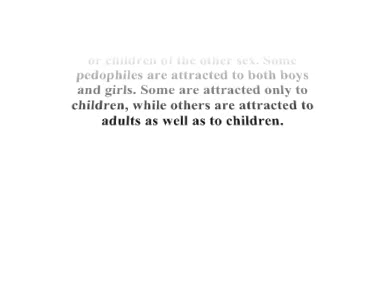 or children of the other sex. Some
pedophiles are attracted to both boys
and girls. Some are attracted only to
children, while others are attracted to
adults as well as to children.